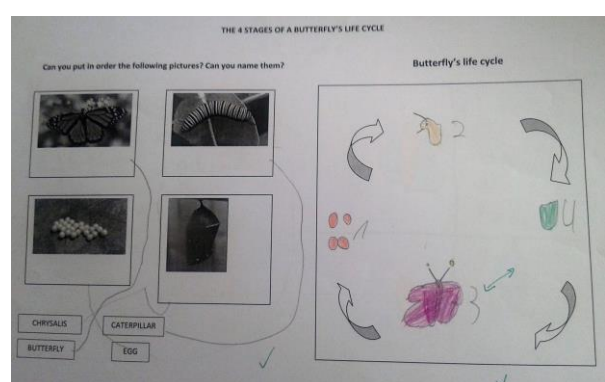 THE 4 STAGES OF A BUTTERFLY'S LIFE CYCLE
Can you put in order the following pictures? Can you name them?
CHRYSALIS
CATERPILLAR
BUTTERFLY
EGG
Butterfly's life cycle
2
1
4
3